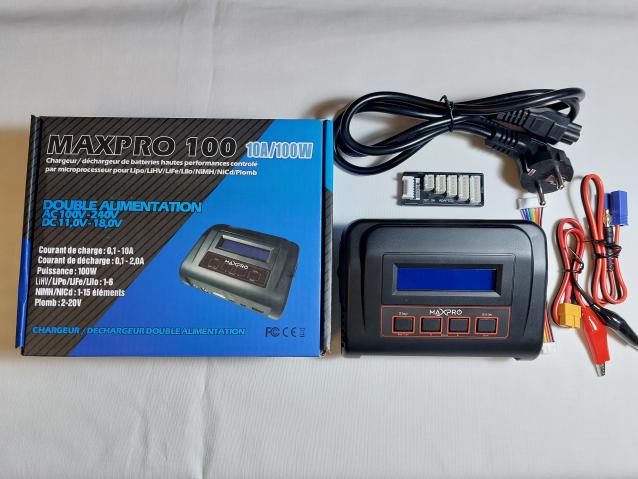 MAXPRO 100 10A/100W
Chargeur/déchargeur de batteries hautes performances controlé
par microprocesseur pour Lipo/LiHV/LiFe/LiIo/NiMH/NiCd/Plomb
DOUBLE ALIMENTATION
AC 100V-240V
DC 11,0V-18,0V
Courant de charge : 0,1 - 10A
Courant de décharge : 0,1 - 2,0A
Puissance : 100W
LiHV/LiPo/LiFe/LiIo : 1-6
NiMH/NiCd : 1-15 éléments
Plomb : 2-20V
MAXPRO
CHARGEUR / DECHARGEUR DOUBLE ALIMENTATION
FC CE
MAXPRO